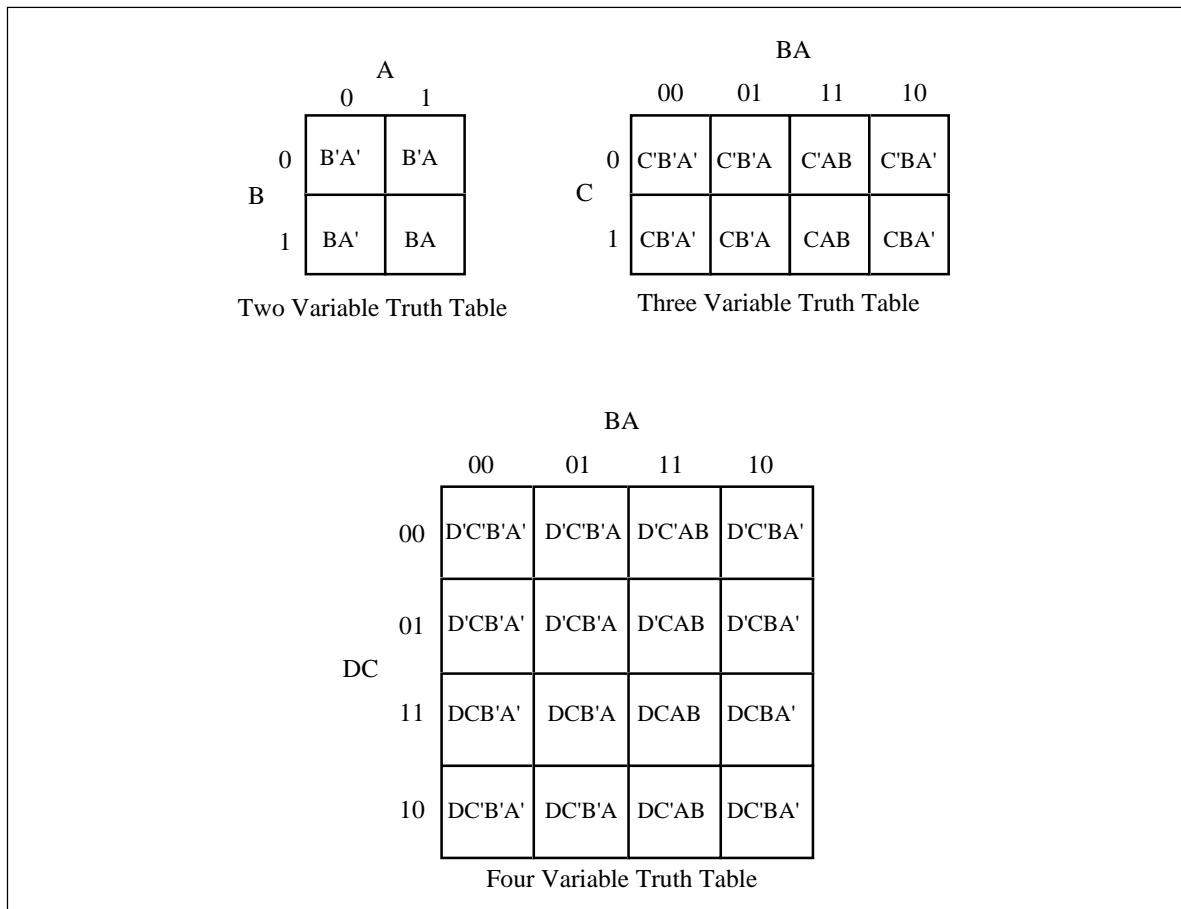 A
0 1
0 B'A' B'A
B
1 BA' BA
Two Variable Truth Table
BA
00 01 11 10
0 C'B'A' C'B'A C'AB C'BA'
C
1 CB'A' CB'A CAB CBA'
Three Variable Truth Table
BA
00 01 11 10
00 D'C'B'A' D'C'B'A D'C'AB D'C'BA'
01 D'CB'A' D'CB'A D'CAB D'CBA'
DC
11 DCB'A' DCB'A DCAB DCBA'
10 DC'B'A' DC'B'A DC'AB DC'BA'
Four Variable Truth Table